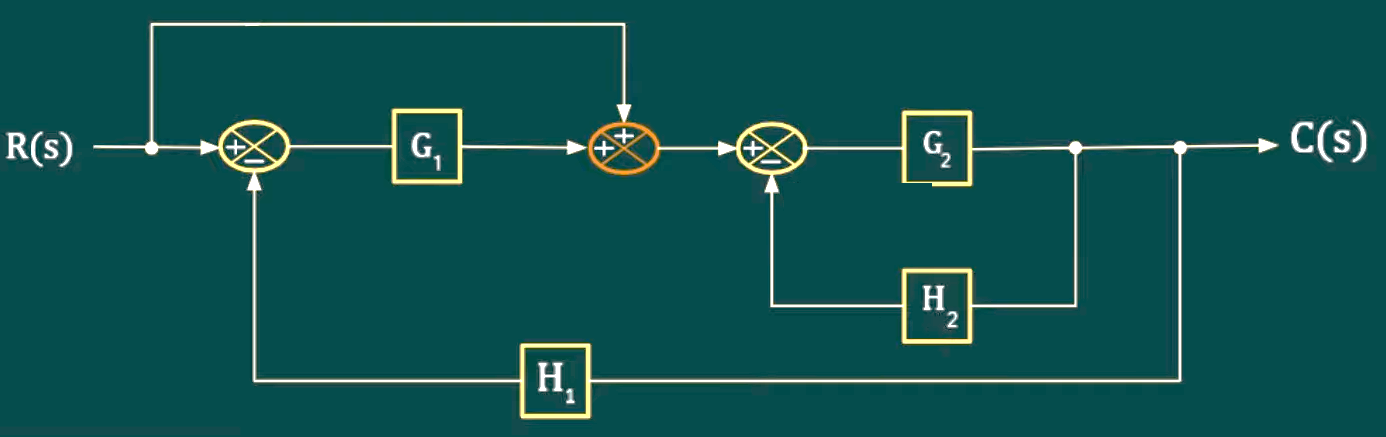 R(s)
+
−
G₁
+
+
+
−
G₂
C(s)
H₂
H₁